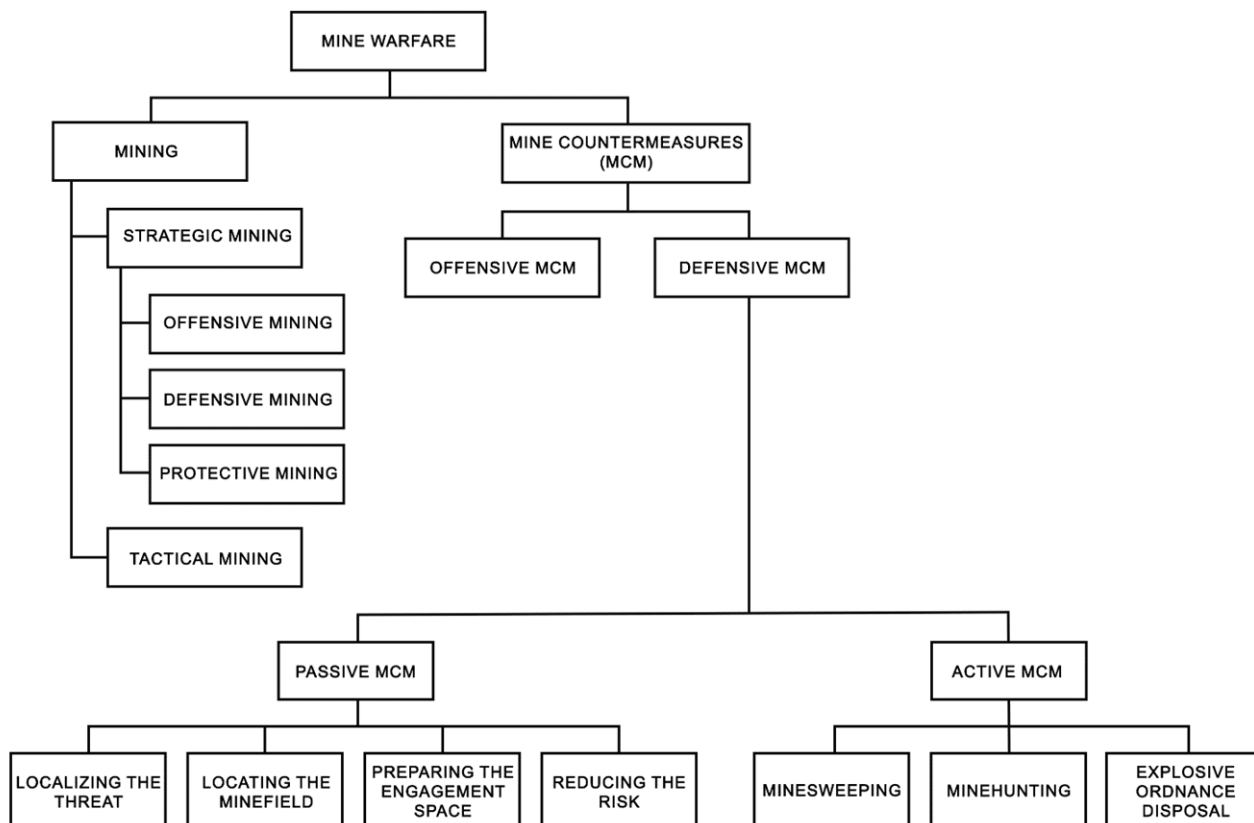 MINE WARFARE
MINING
MINE COUNTERMEASURES
(MCM)
STRATEGIC MINING
OFFENSIVE MCM
DEFENSIVE MCM
OFFENSIVE MINING
DEFENSIVE MINING
PROTECTIVE MINING
TACTICAL MINING
PASSIVE MCM
ACTIVE MCM
LOCALIZING THE
THREAT
LOCATING THE
MINEFIELD
PREPARING THE
ENGAGEMENT
SPACE
REDUCING THE
RISK
MINESWEEPING
MINEHUNTING
EXPLOSIVE
ORDNANCE
DISPOSAL